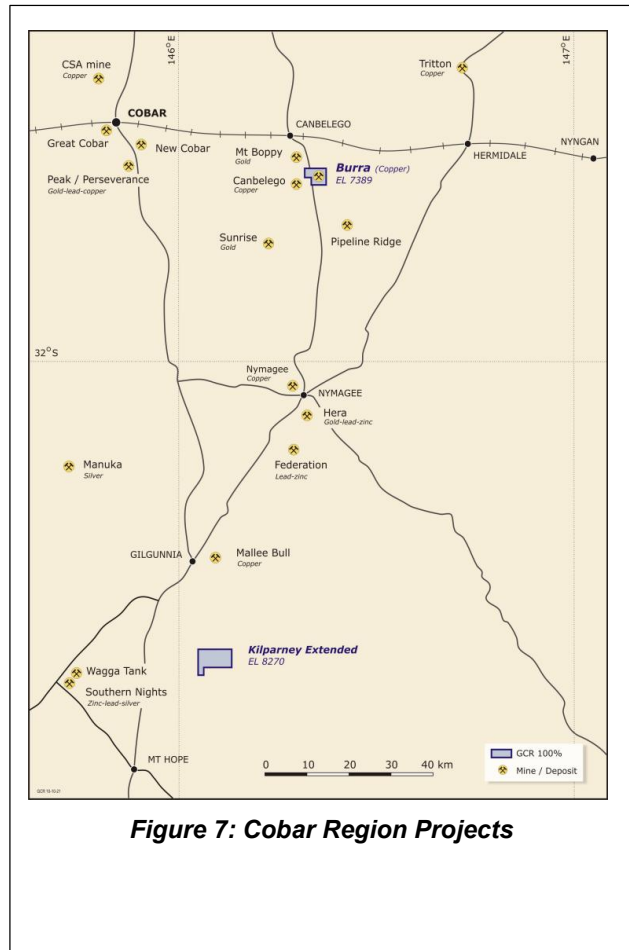 146°E
147°E
CSA mine
Copper
Tritton
Copper
COBAR
CANBELEGO
Great Cobar
New Cobar
HERMIDALE
NYNGAN
Mt Boppy
Gold
Peak / Perseverance
Gold-lead-copper
Burra (Copper)
EL 7389
Canbelego
Copper
Sunrise
Gold
Pipeline Ridge
32°S
Nymagee
Copper
NYMAGEE
Hera
Gold-lead-zinc
Federation
Lead-zinc
Manuka
Silver
GILGUNNIA
Mallee Bull
Copper
Kilparney Extended
EL 8270
Wagga Tank
Southern Nights
Zinc-lead-silver
MT HOPE
0 10 20 30 40 km
GCR 100%
Mine / Deposit
Figure 7: Cobar Region Projects